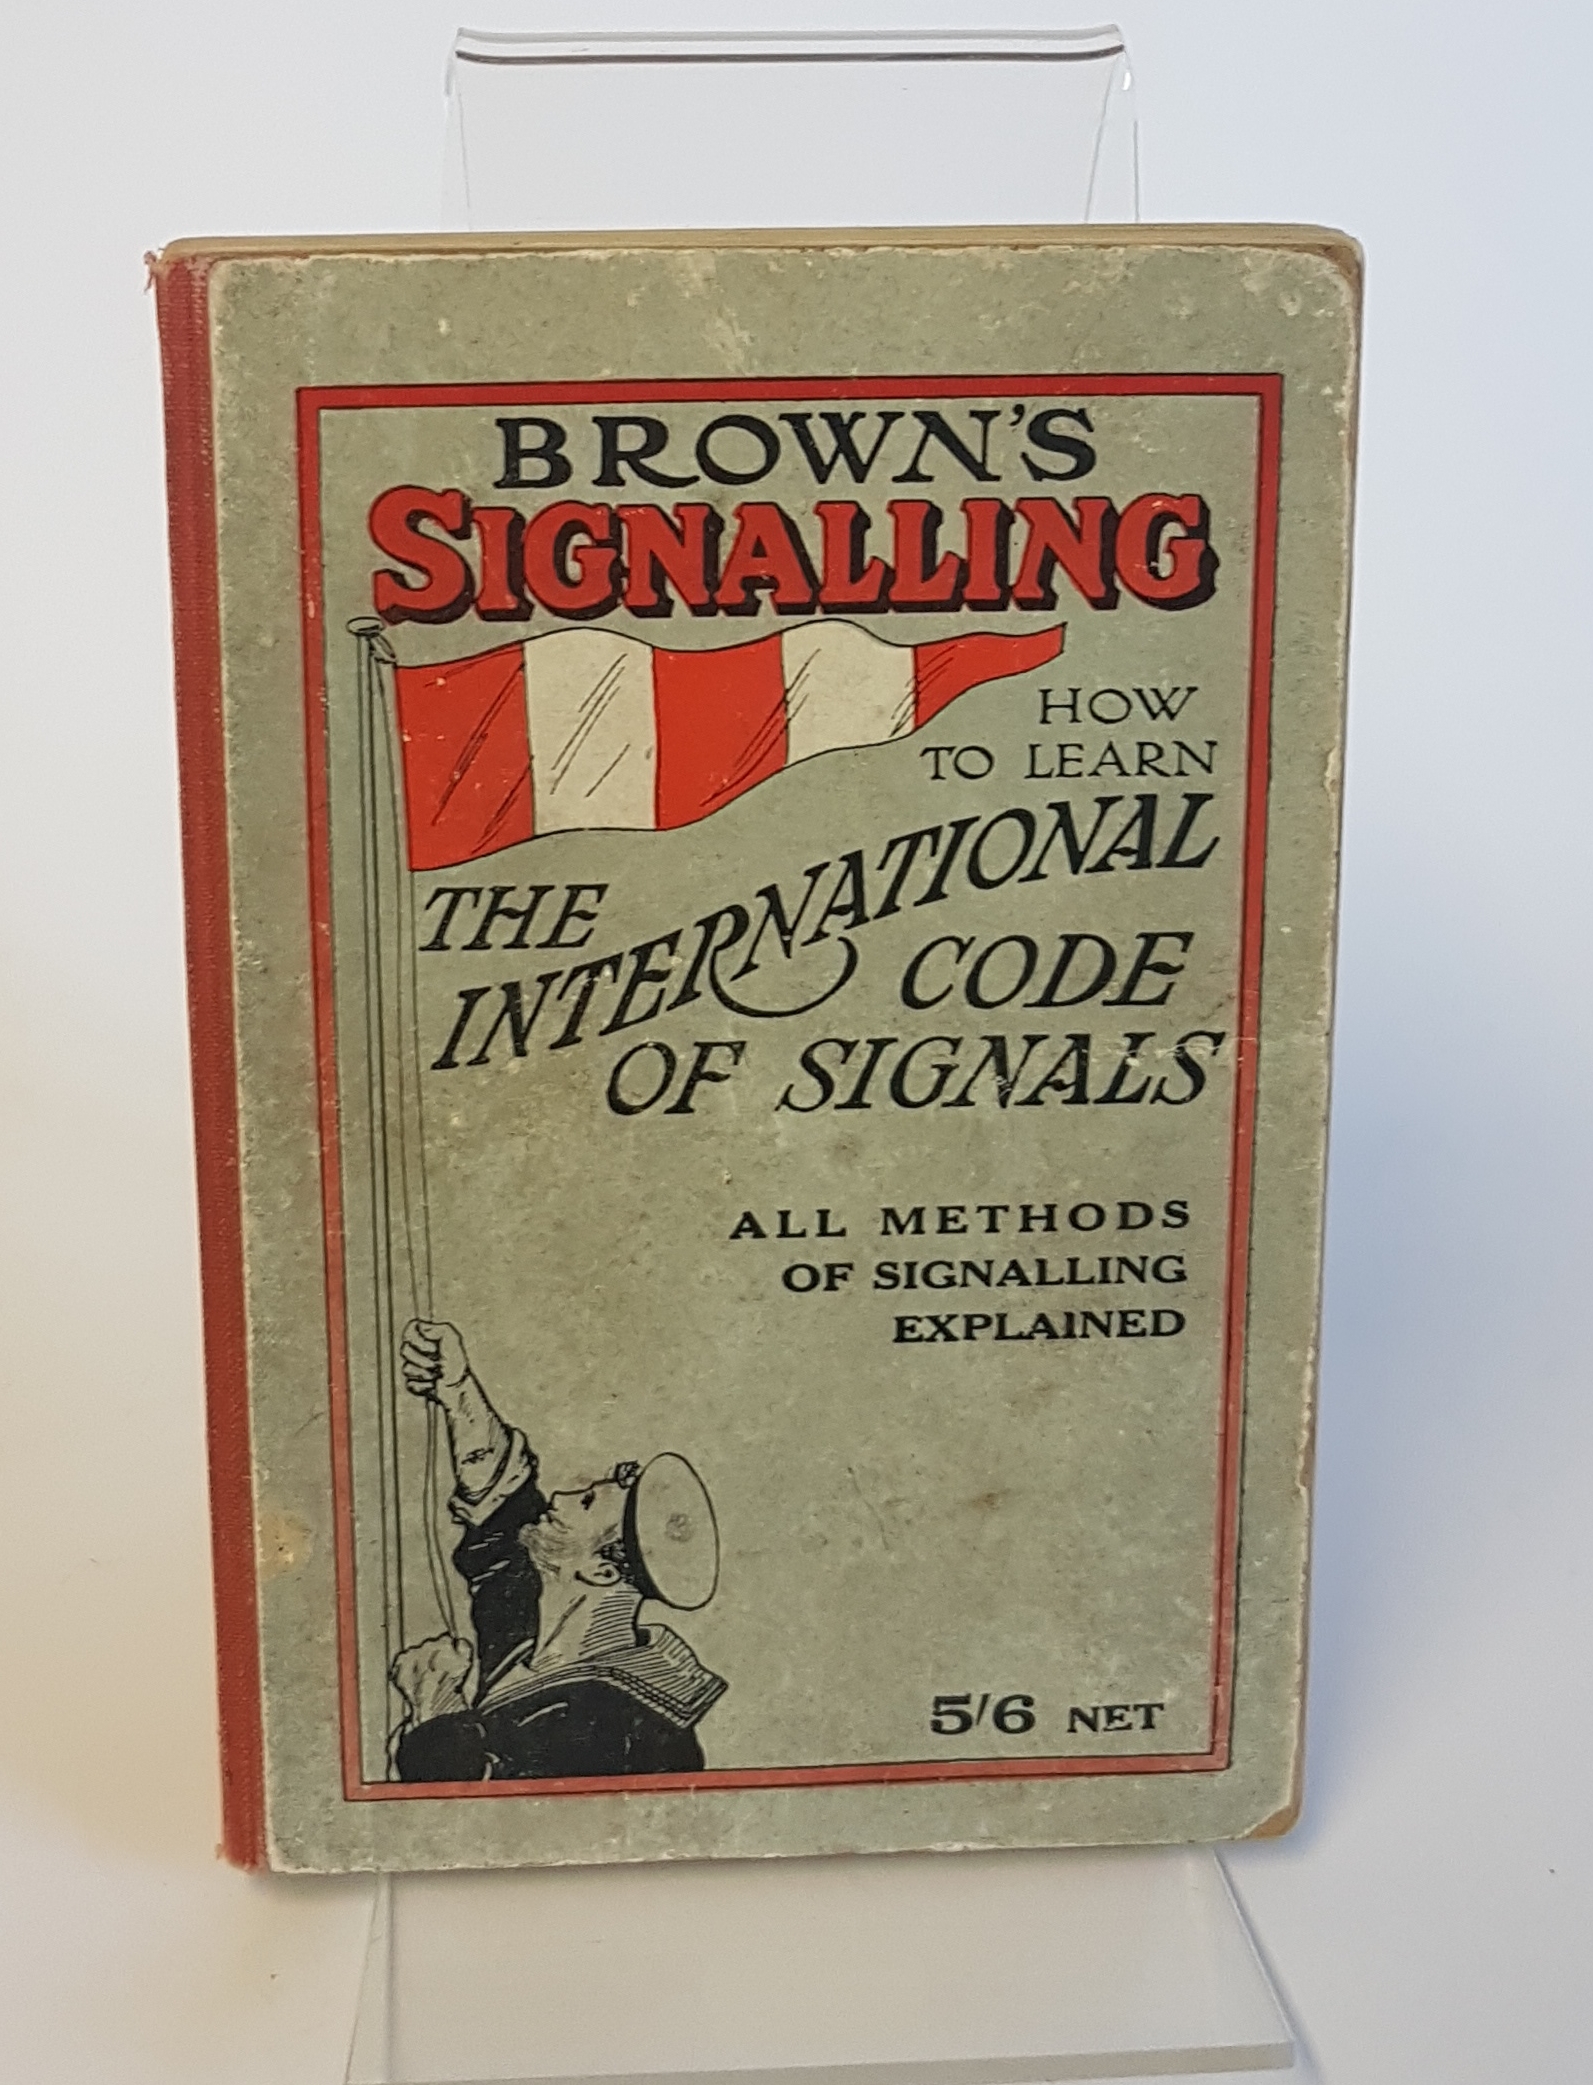 BROWN'S
SIGNALLING
HOW
TO LEARN
THE
INTERNATIONAL
CODE
OF SIGNALS
ALL METHODS
OF SIGNALLING
EXPLAINED
5/6 NET